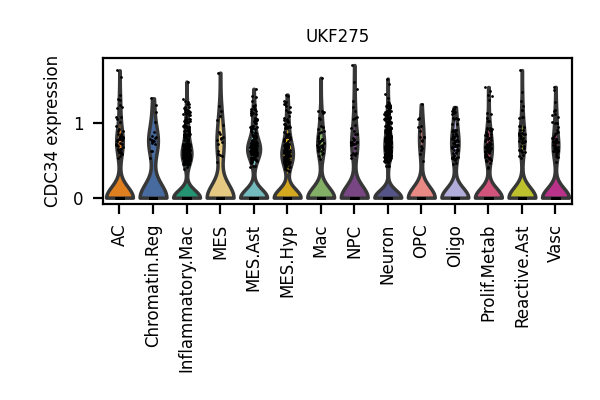 UKF275
CDC34 expression
1
0
AC
Chromatin.Reg
Inflammatory.Mac
MES
MES.Ast
MES.Hyp
Mac
NPC
Neuron
OPC
Oligo
Prolif.Metab
Reactive.Ast
Vasc